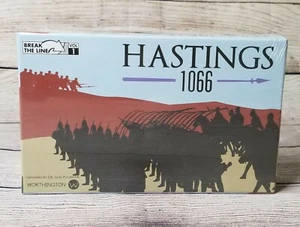 BREAK
THE LINE
VOL
1
HASTINGS
1066
WORTHINGTON